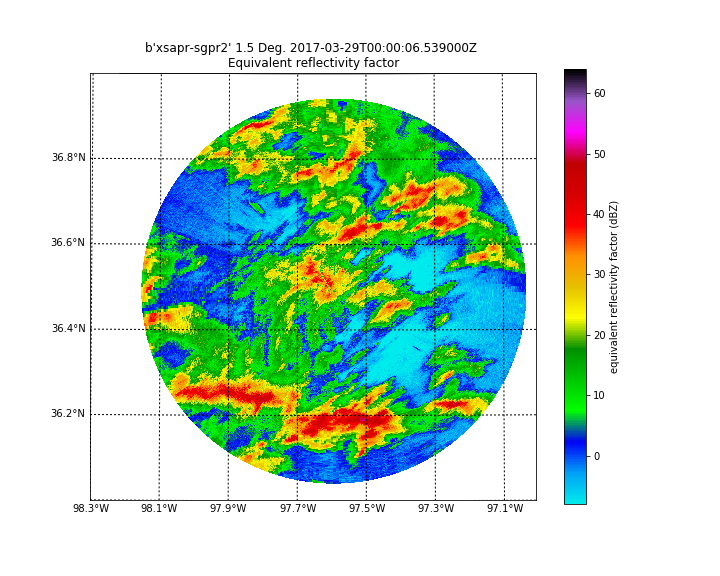 b'xsapr-sgpr2' 1.5 Deg. 2017-03-29T00:00:06.539000Z
Equivalent reflectivity factor
36.8°N
36.6°N
36.4°N
36.2°N
98.3°W 98.1°W 97.9°W 97.7°W 97.5°W 97.3°W 97.1°W
60
50
40
30
20
10
0
equivalent reflectivity factor (dBZ)